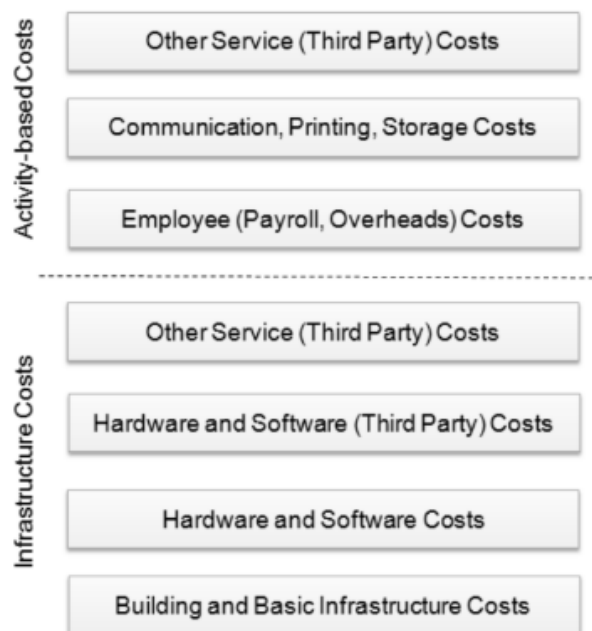 Activity-based Costs
Other Service (Third Party) Costs
Communication, Printing, Storage Costs
Employee (Payroll, Overheads) Costs
Infrastructure Costs
Other Service (Third Party) Costs
Hardware and Software (Third Party) Costs
Hardware and Software Costs
Building and Basic Infrastructure Costs